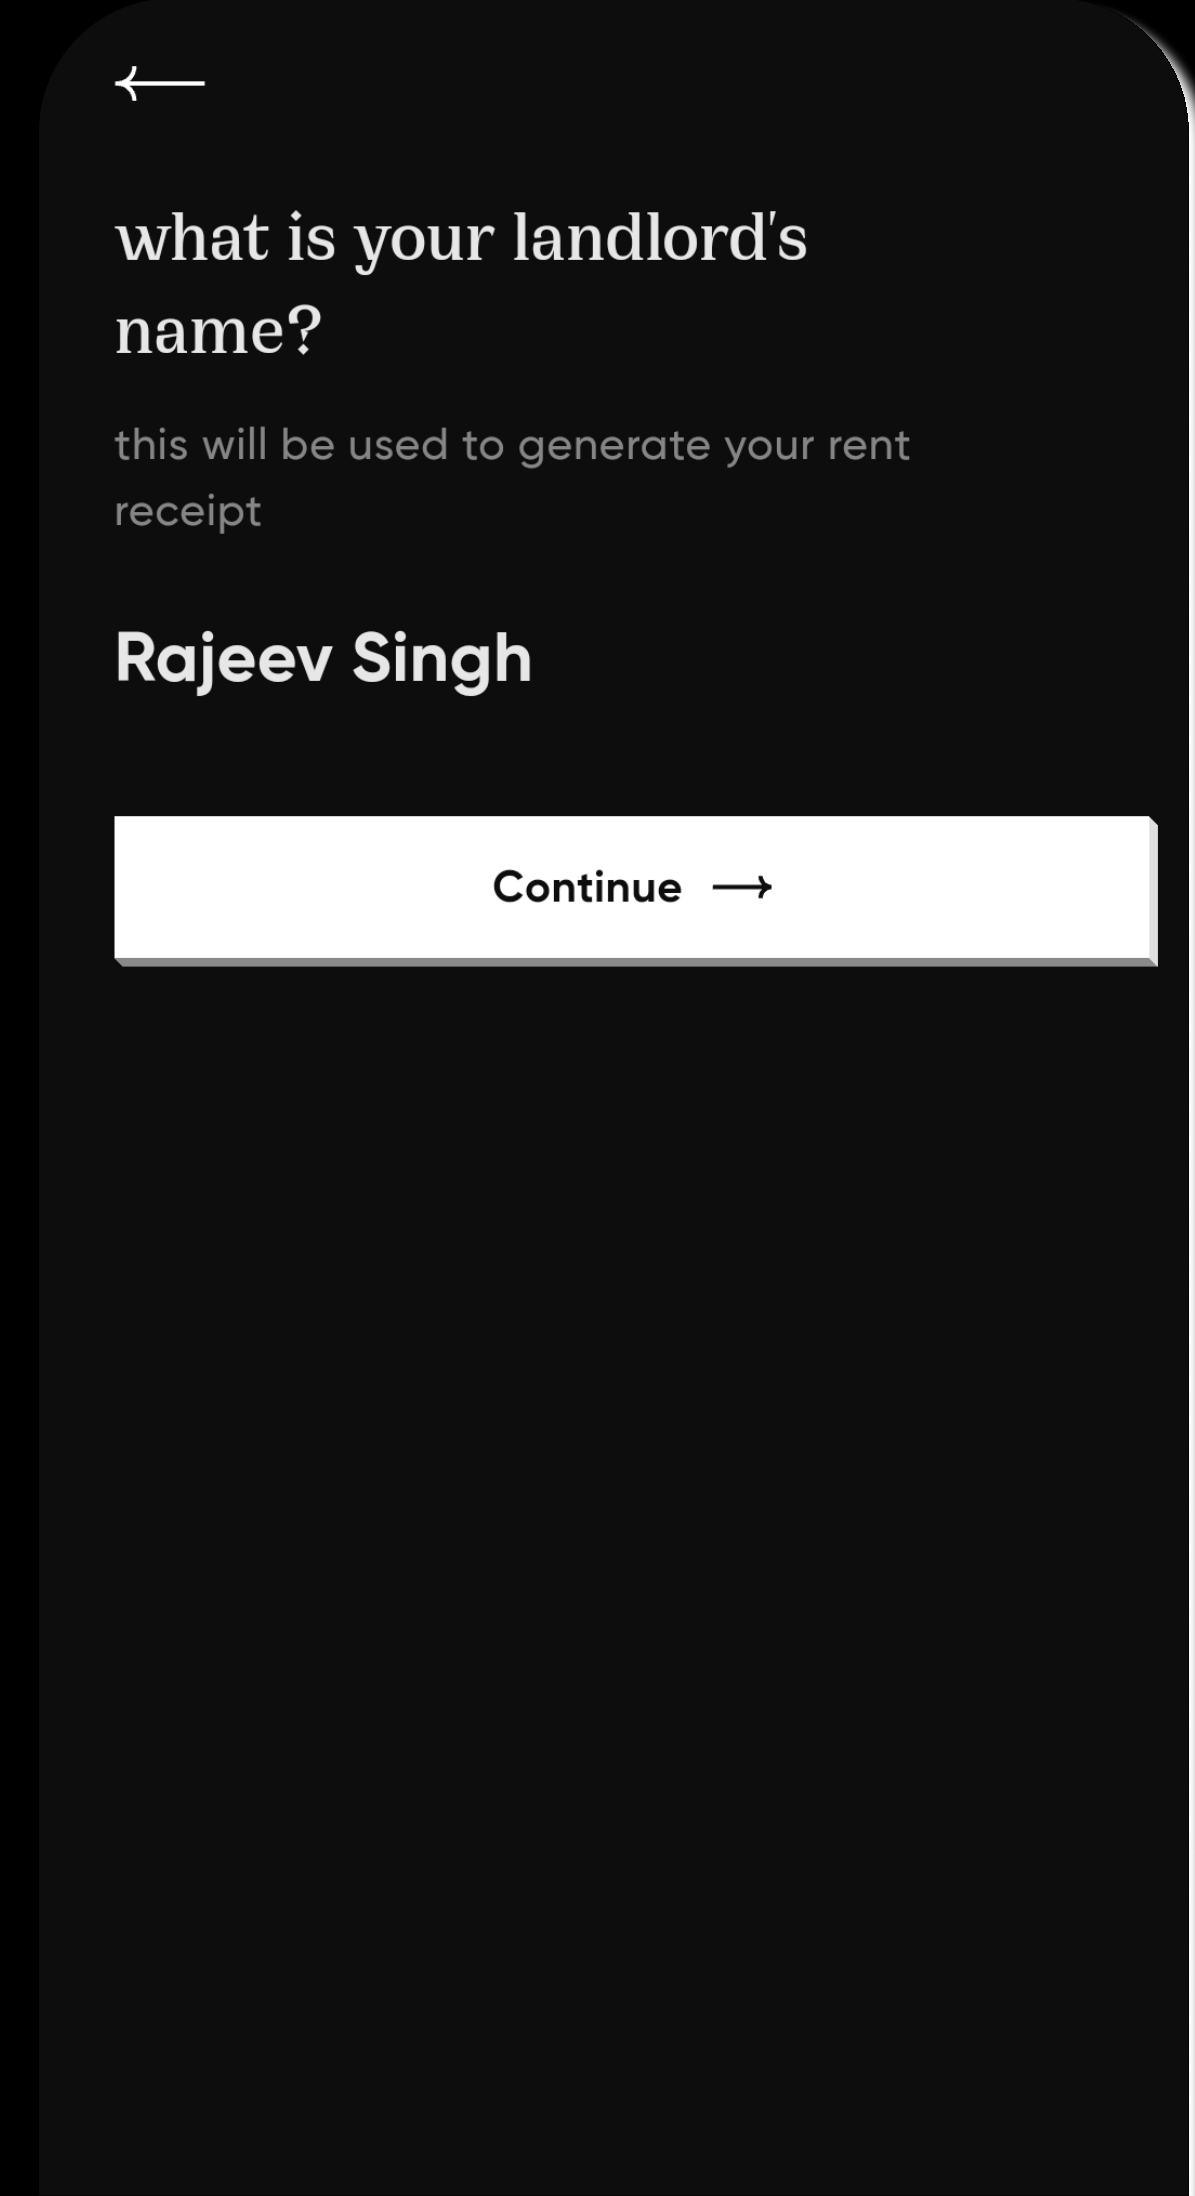 what is your landlord's
name?
this will be used to generate your rent
receipt
Rajeev Singh
Continue